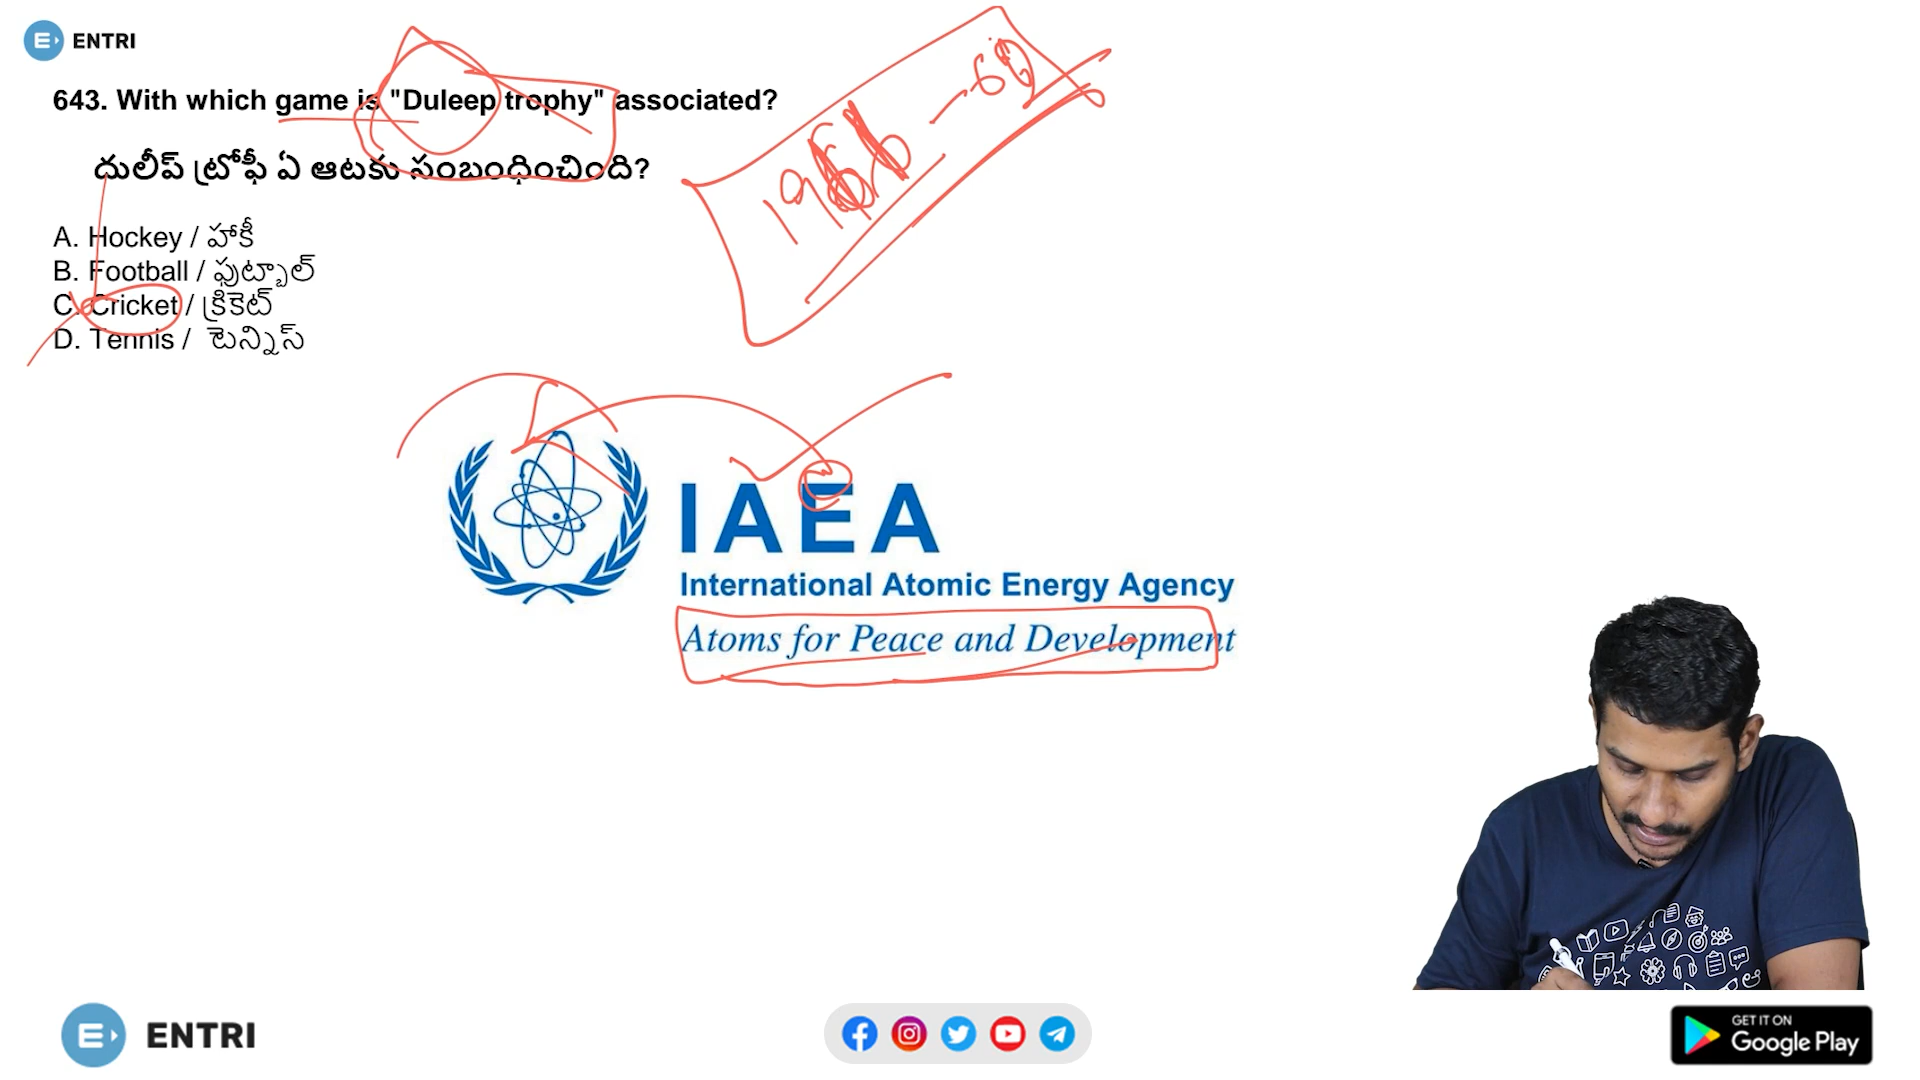 ENTRI
643. With which game is "Duleep trophy" associated?
దులీప్ ట్రోఫీ ఏ ఆటకు సంబంధించింది?
A. Hockey / హాకీ
B. Football / ఫుట్బాల్
C. Cricket / క్రికెట్
D. Tennis / టెన్నిస్
IAEA
International Atomic Energy Agency
Atoms for Peace and Development
ENTRI
GET IT ON
Google Play